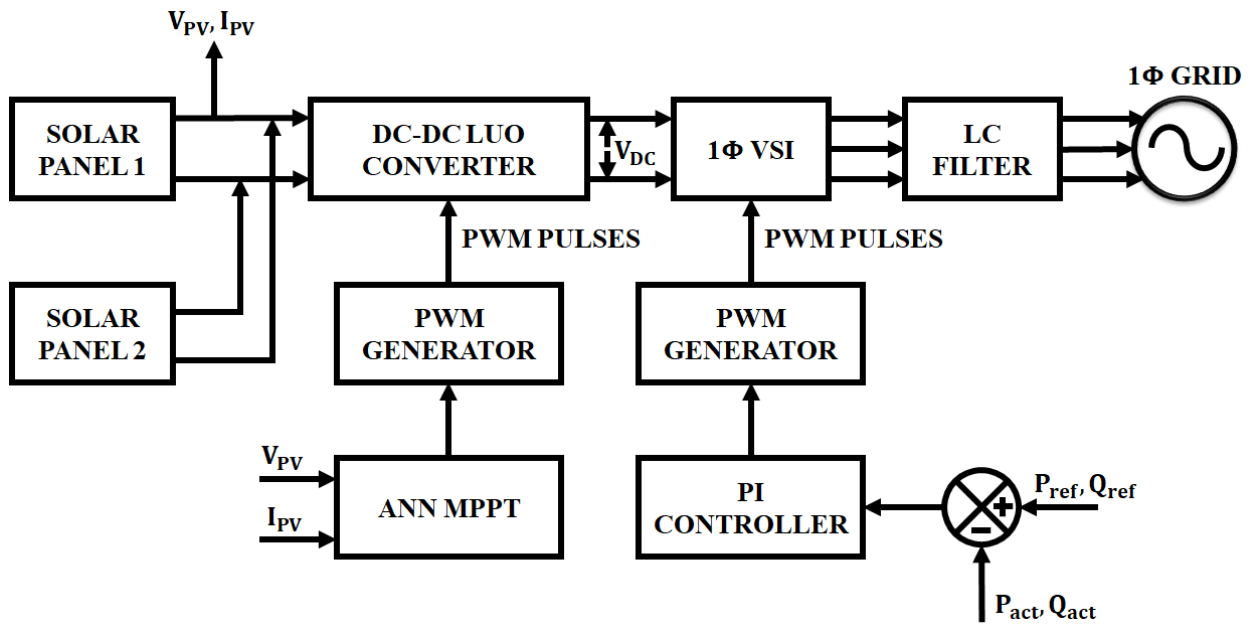 V_PV, I_PV
1Φ GRID
SOLAR
PANEL 1
DC-DC LUO
CONVERTER
V_DC
1Φ VSI
LC
FILTER
PWM PULSES
PWM PULSES
SOLAR
PANEL 2
PWM
GENERATOR
PWM
GENERATOR
V_PV
I_PV
ANN MPPT
PI
CONTROLLER
+
−
P_ref, Q_ref
P_act, Q_act